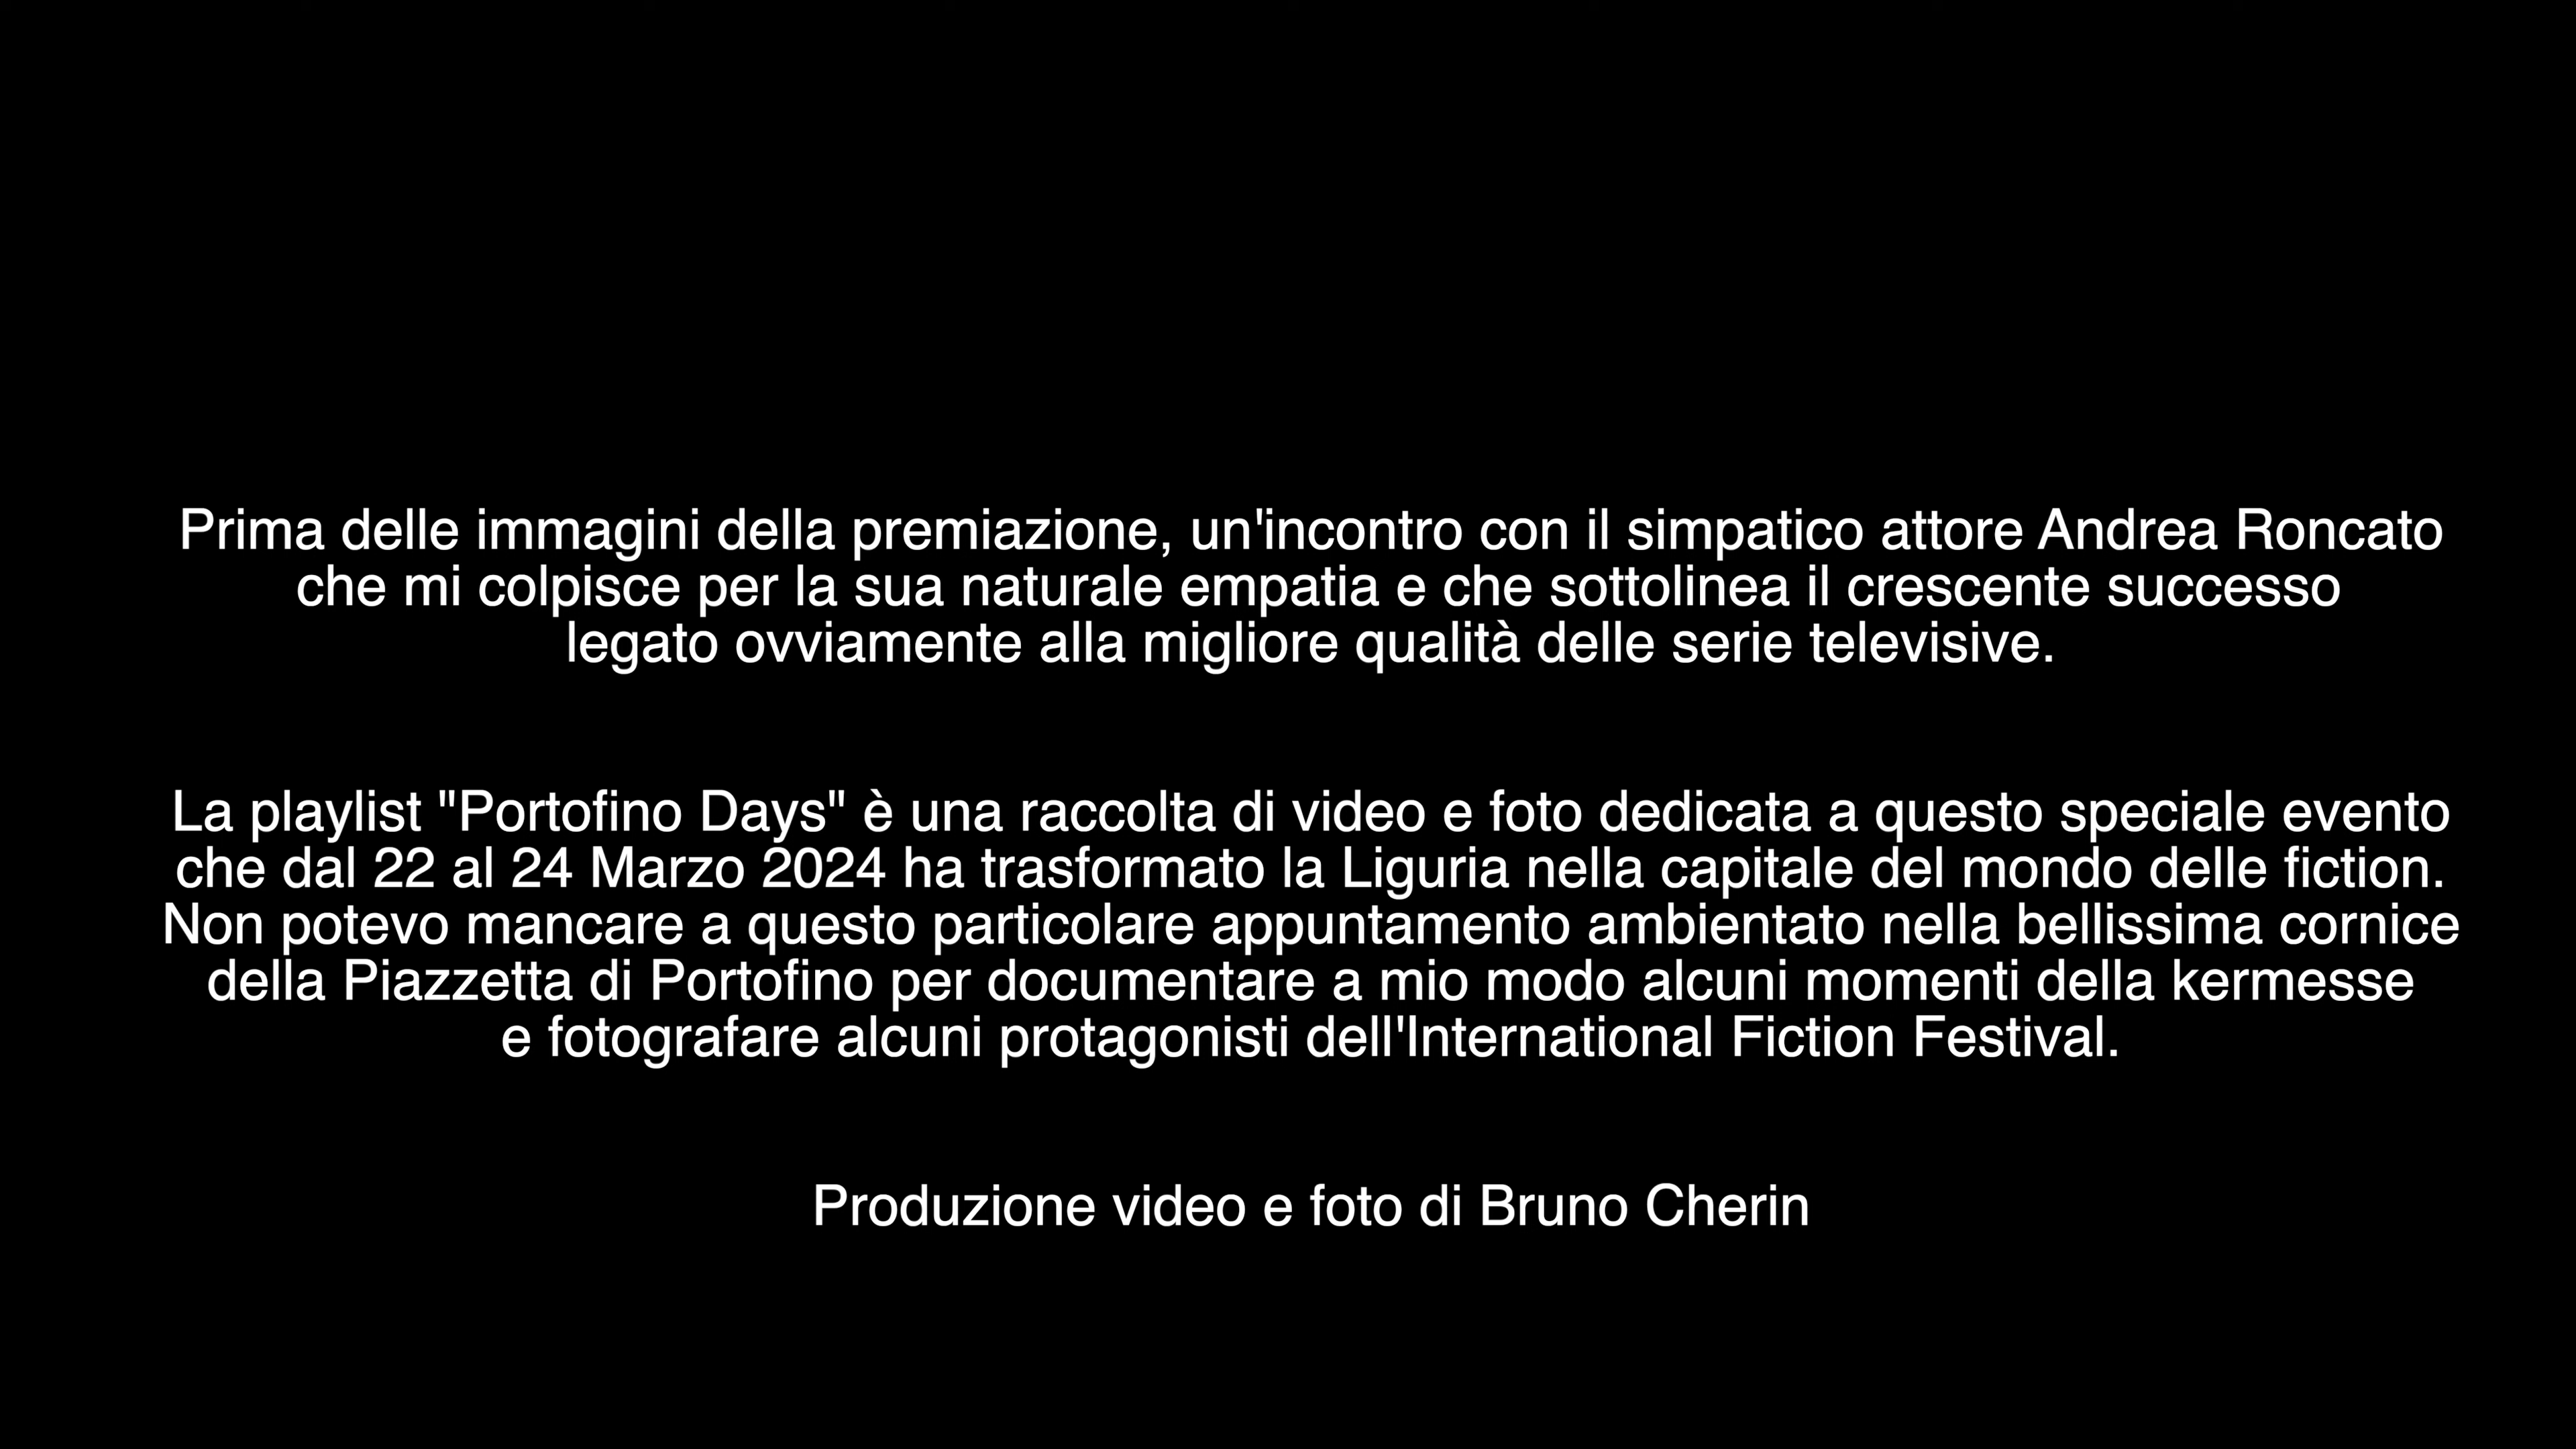 Prima delle immagini della premiazione, un'incontro con il simpatico attore Andrea Roncato
che mi colpisce per la sua naturale empatia e che sottolinea il crescente successo
legato ovviamente alla migliore qualità delle serie televisive.
La playlist "Portofino Days" è una raccolta di video e foto dedicata a questo speciale evento
che dal 22 al 24 Marzo 2024 ha trasformato la Liguria nella capitale del mondo delle fiction.
Non potevo mancare a questo particolare appuntamento ambientato nella bellissima cornice
della Piazzetta di Portofino per documentare a mio modo alcuni momenti della kermesse
e fotografare alcuni protagonisti dell'International Fiction Festival.
Produzione video e foto di Bruno Cherin